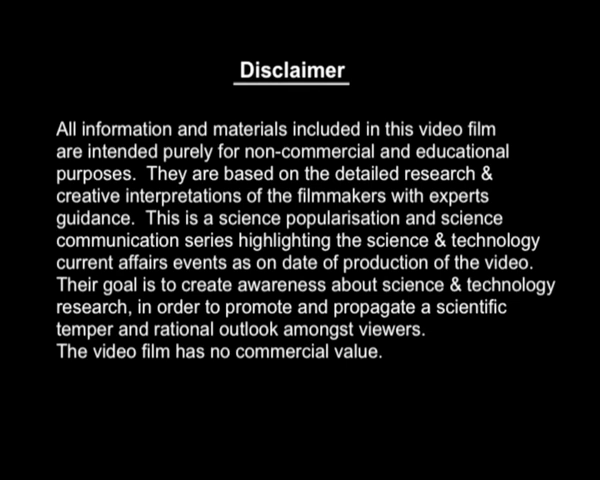 Disclaimer
All information and materials included in this video film
are intended purely for non-commercial and educational
purposes.  They are based on the detailed research &
creative interpretations of the filmmakers with experts
guidance.  This is a science popularisation and science
communication series highlighting the science & technology
current affairs events as on date of production of the video.
Their goal is to create awareness about science & technology
research, in order to promote and propagate a scientific
temper and rational outlook amongst viewers.
The video film has no commercial value.